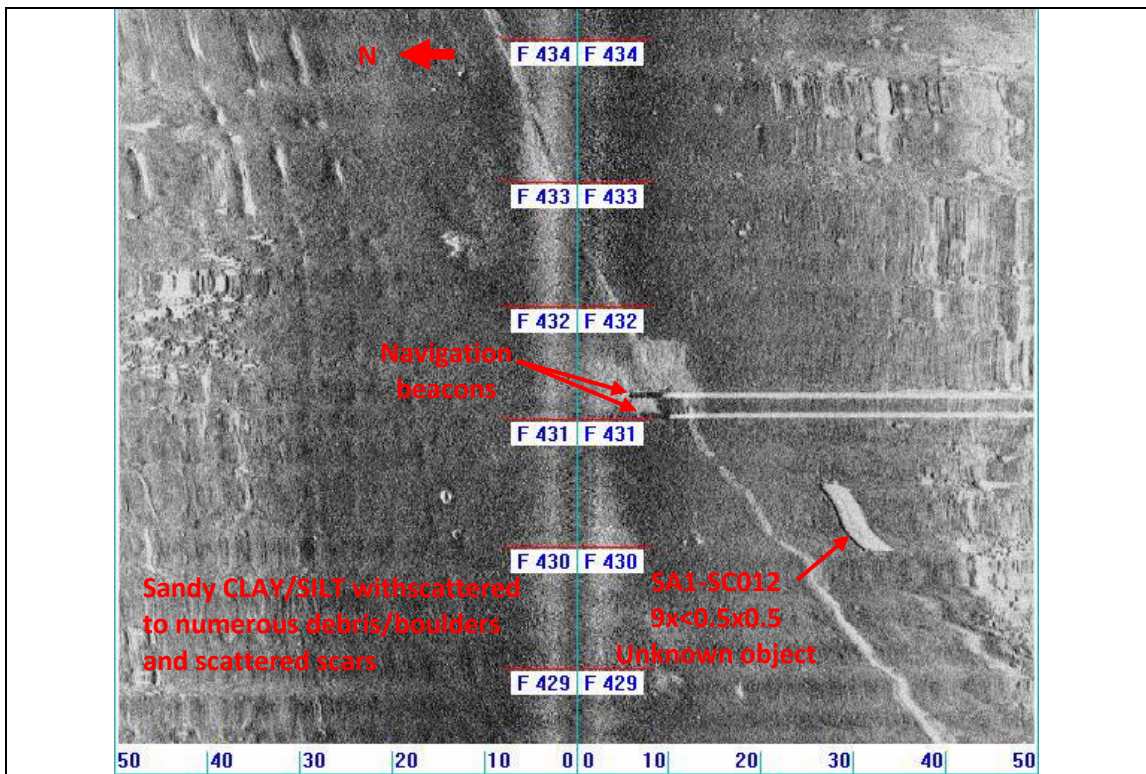 N
F 434 F 434
F 433 F 433
F 432 F 432
Navigation
beacons
F 431 F 431
F 430 F 430
Sandy CLAY/SILT withscattered
to numerous debris/boulders
and scattered scars
SA1-SC012
9x<0.5x0.5
Unknown object
F 429 F 429
50 40 30 20 10 0 0 10 20 30 40 50